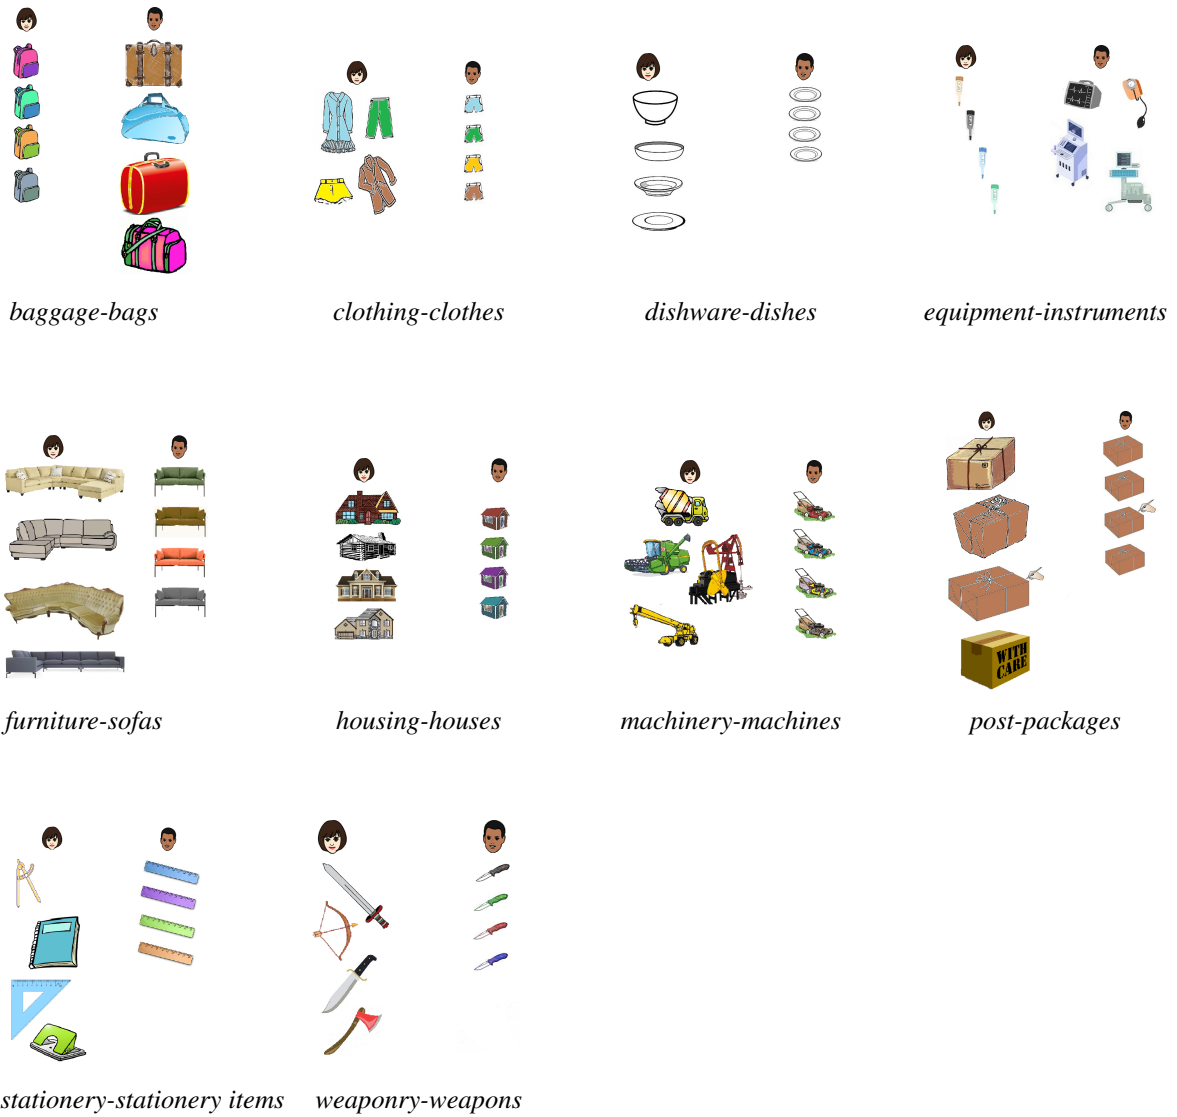 baggage-bags
clothing-clothes
dishware-dishes
equipment-instruments
WITH
CARE
furniture-sofas
housing-houses
machinery-machines
post-packages
stationery-stationery items
weaponry-weapons